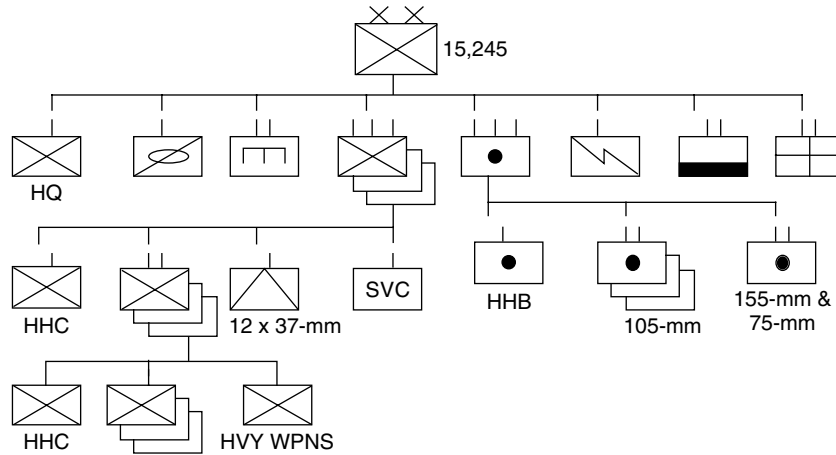 15,245
HQ
SVC
HHC
12 x 37-mm
HHB
105-mm
155-mm &
75-mm
HHC
HVY WPNS